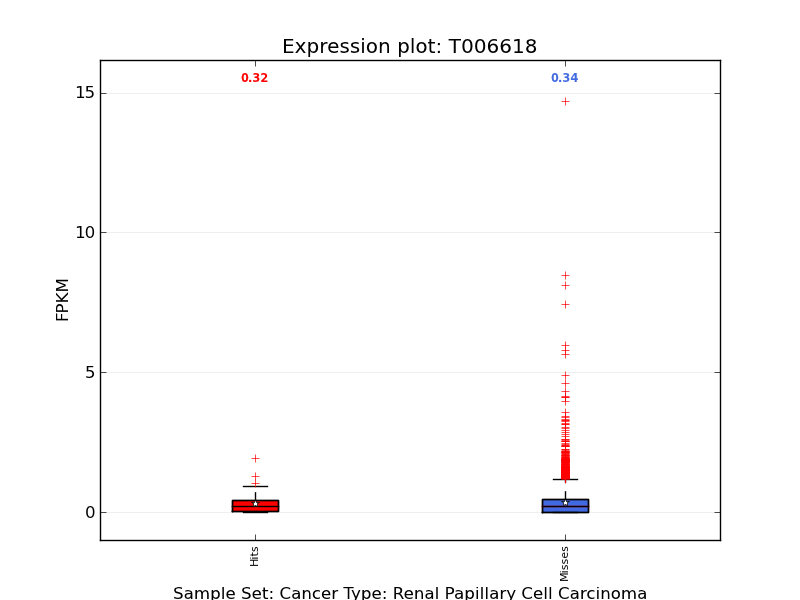 Expression plot: T006618
0.32
0.34
15
10
5
0
FPKM
Hits
Misses
Sample Set: Cancer Type: Renal Papillary Cell Carcinoma